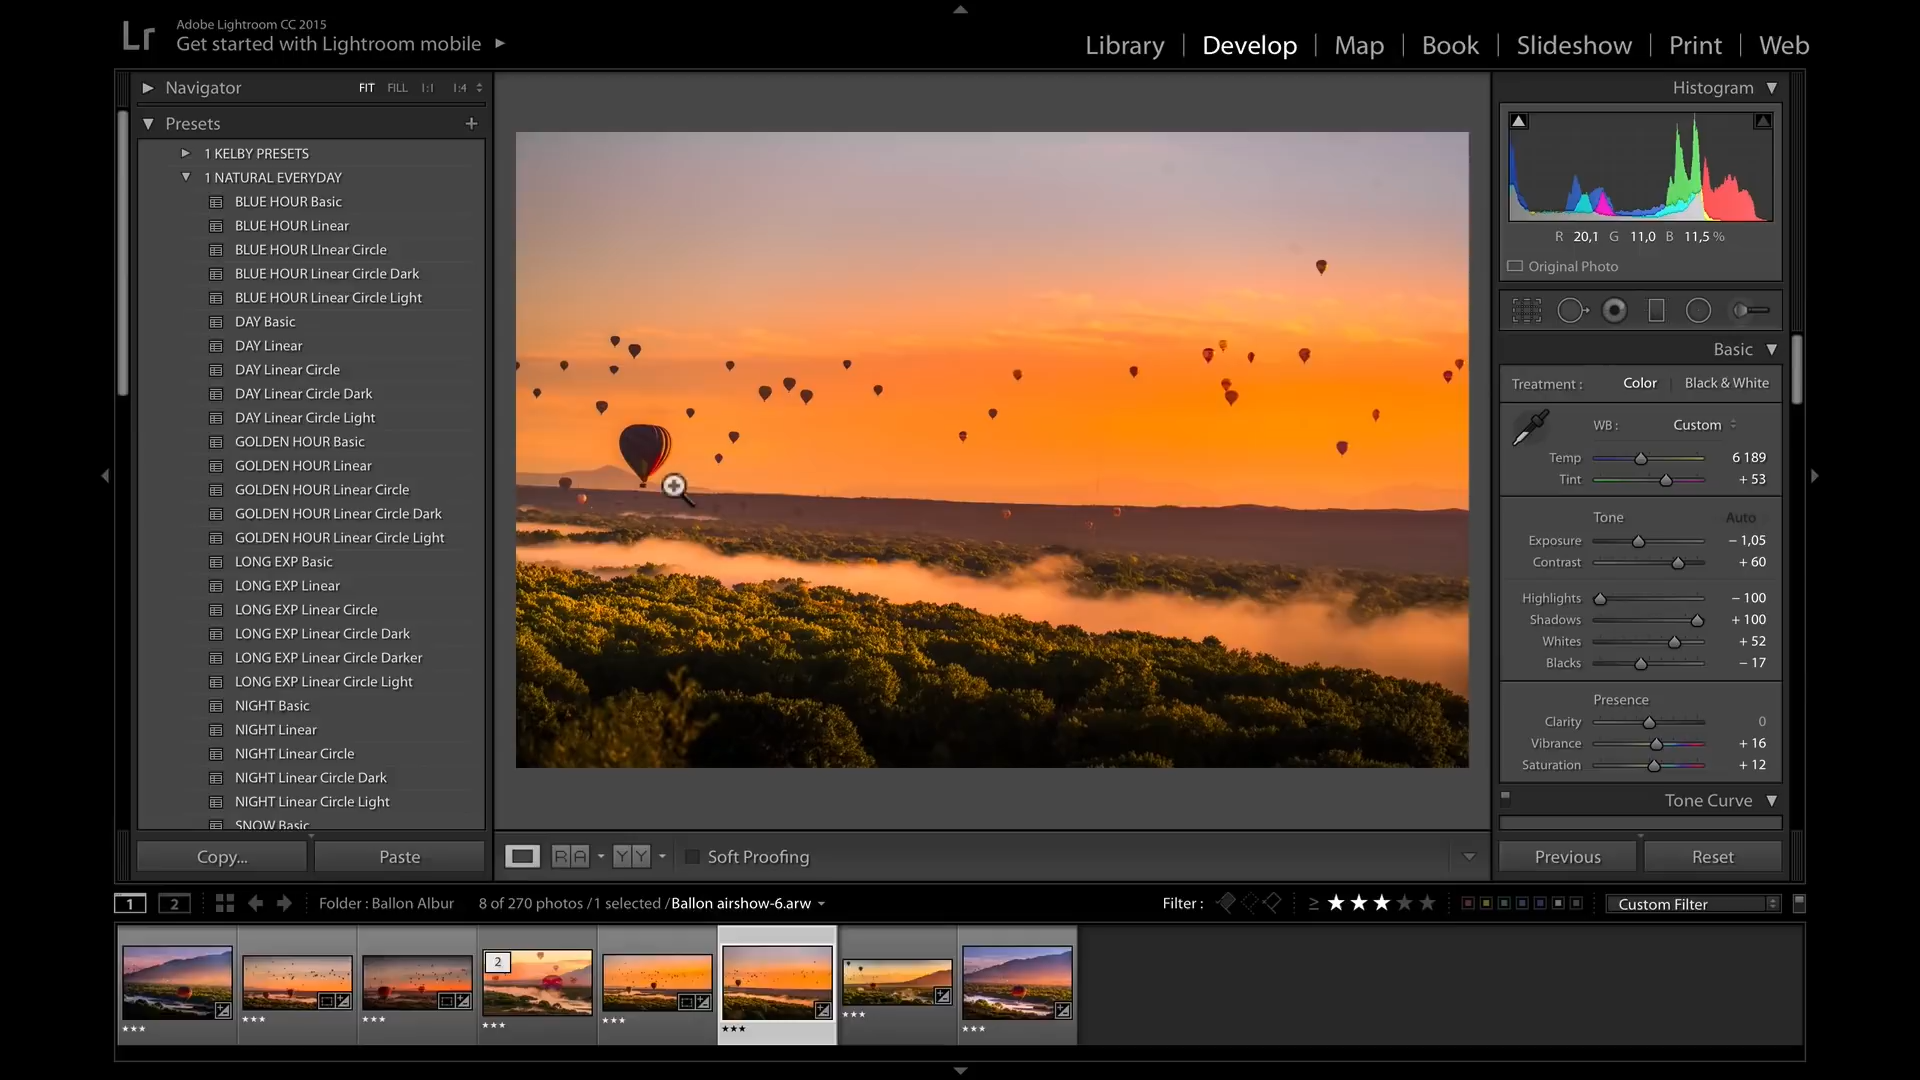 Lr
Adobe Lightroom CC 2015
Get started with Lightroom mobile
Library | Develop | Map | Book | Slideshow | Print | Web
Navigator FIT FILL 1:1 1:4
Presets +
1 KELBY PRESETS
1 NATURAL EVERYDAY
BLUE HOUR Basic
BLUE HOUR Linear
BLUE HOUR LInear Circle
BLUE HOUR Linear Circle Dark
BLUE HOUR Linear Circle Light
DAY Basic
DAY Linear
DAY Linear Circle
DAY Linear Circle Dark
DAY Linear Circle Light
GOLDEN HOUR Basic
GOLDEN HOUR Linear
GOLDEN HOUR Linear Circle
GOLDEN HOUR Linear Circle Dark
GOLDEN HOUR Linear Circle Light
LONG EXP Basic
LONG EXP Linear
LONG EXP Linear Circle
LONG EXP Linear Circle Dark
LONG EXP Linear Circle Darker
LONG EXP Linear Circle Light
NIGHT Basic
NIGHT Linear
NIGHT Linear Circle
NIGHT Linear Circle Dark
NIGHT Linear Circle Light
SNOW Basic
Copy... Paste
Histogram
R 20,1 G 11,0 B 11,5 %
Original Photo
Basic
Treatment : Color | Black & White
WB : Custom
Temp 6 189
Tint + 53
Tone Auto
Exposure − 1,05
Contrast + 60
Highlights − 100
Shadows + 100
Whites + 52
Blacks − 17
Presence
Clarity 0
Vibrance + 16
Saturation + 12
Tone Curve
Previous Reset
R A Y Y Soft Proofing
1 2 Folder : Ballon Albur 8 of 270 photos /1 selected /Ballon airshow-6.arw
Filter : ≥ ★★★★★ Custom Filter
2